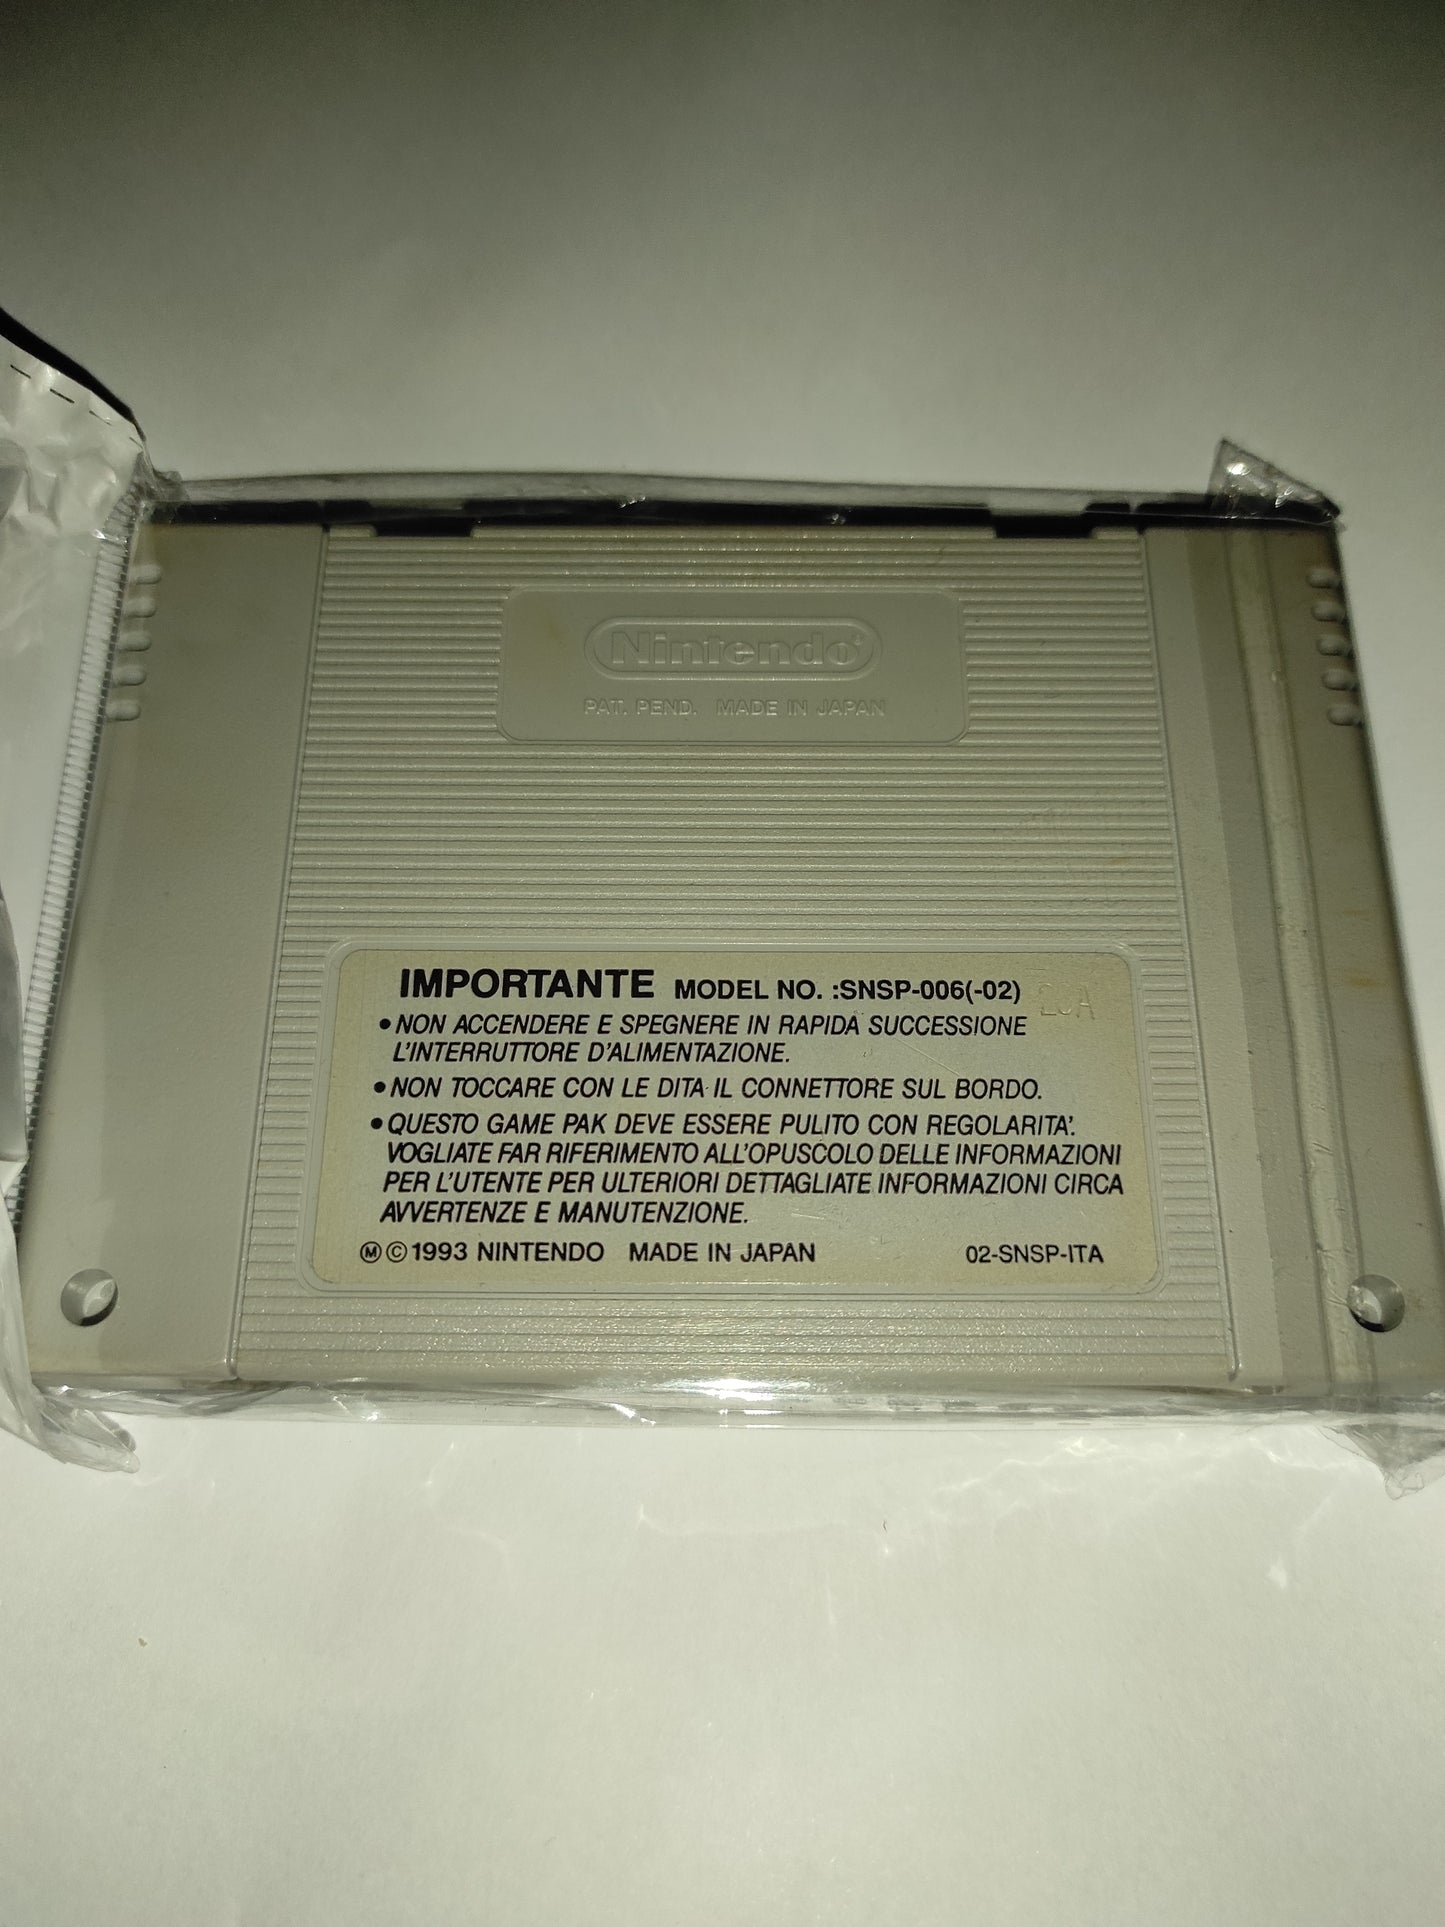 Nintendo®
PAT. PEND. MADE IN JAPAN
IMPORTANTE MODEL NO. :SNSP-006(-02)
20A
•NON ACCENDERE E SPEGNERE IN RAPIDA SUCCESSIONE
L'INTERRUTTORE D'ALIMENTAZIONE.
•NON TOCCARE CON LE DITA IL CONNETTORE SUL BORDO.
•QUESTO GAME PAK DEVE ESSERE PULITO CON REGOLARITA'.
VOGLIATE FAR RIFERIMENTO ALL'OPUSCOLO DELLE INFORMAZIONI
PER L'UTENTE PER ULTERIORI DETTAGLIATE INFORMAZIONI CIRCA
AVVERTENZE E MANUTENZIONE.
Ⓜ©1993 NINTENDO MADE IN JAPAN 02-SNSP-ITA